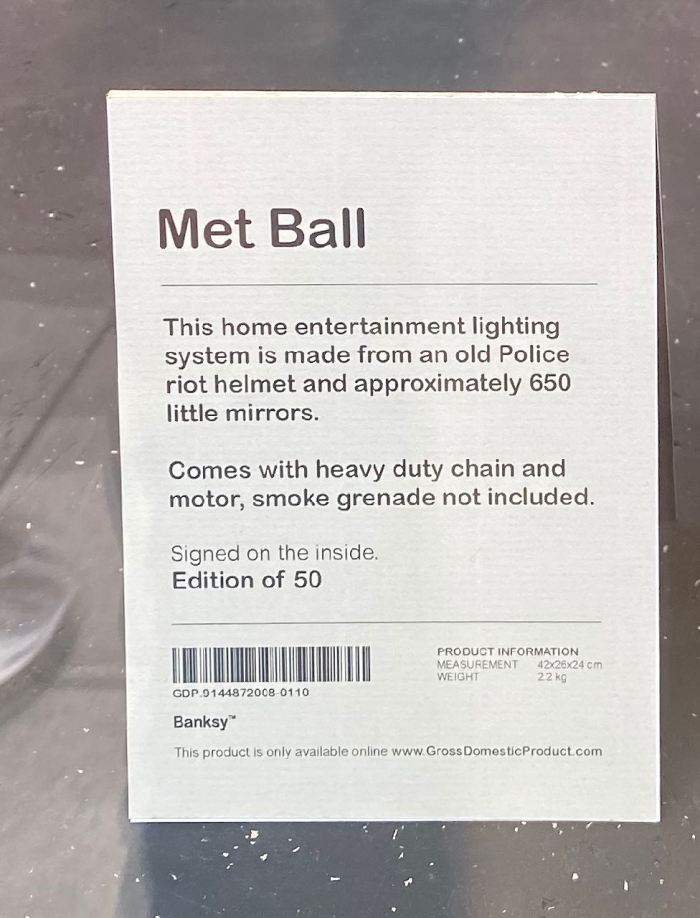 Met Ball
This home entertainment lighting
system is made from an old Police
riot helmet and approximately 650
little mirrors.
Comes with heavy duty chain and
motor, smoke grenade not included.
Signed on the inside.
Edition of 50
PRODUCT INFORMATION
MEASUREMENT 42x26x24 cm
WEIGHT 2.2 kg
GDP.9144872008-0110
Banksy™
This product is only available online www.GrossDomesticProduct.com